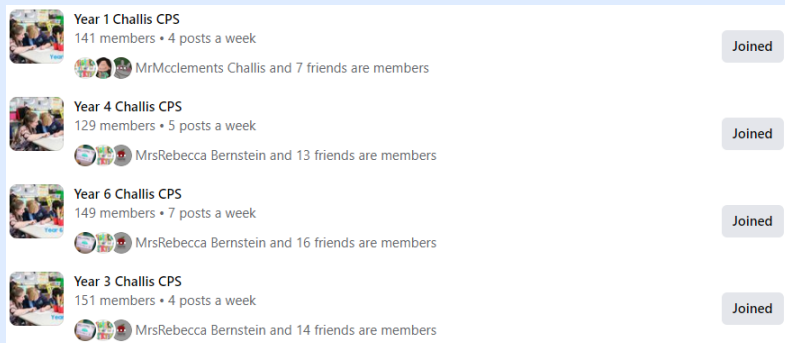 Year 1 Challis CPS
141 members • 4 posts a week
MrMcclements Challis and 7 friends are members
Joined
Year 4 Challis CPS
129 members • 5 posts a week
MrsRebecca Bernstein and 13 friends are members
Joined
Year 6 Challis CPS
149 members • 7 posts a week
MrsRebecca Bernstein and 16 friends are members
Joined
Year 3 Challis CPS
151 members • 4 posts a week
MrsRebecca Bernstein and 14 friends are members
Joined